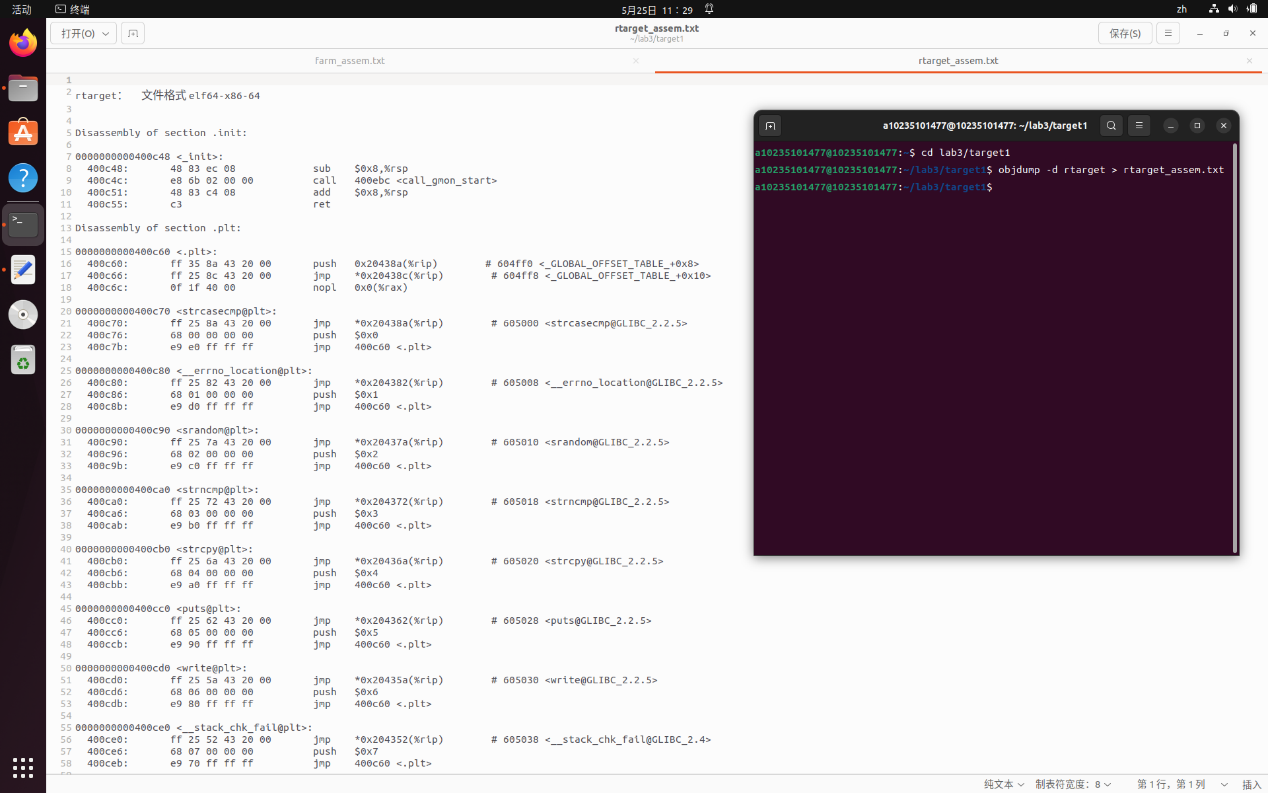 活动
终端
5月25日 11：29
zh
打开(O)
rtarget_assem.txt
~/lab3/target1
保存(S)
farm_assem.txt
rtarget_assem.txt
1
2 rtarget： 文件格式 elf64-x86-64
3
4
5 Disassembly of section .init:
6
7 0000000000400c48 <_init>:
8 400c48: 48 83 ec 08 sub $0x8,%rsp
9 400c4c: e8 6b 02 00 00 call 400ebc <call_gmon_start>
10 400c51: 48 83 c4 08 add $0x8,%rsp
11 400c55: c3 ret
12
13 Disassembly of section .plt:
14
15 0000000000400c60 <.plt>:
16 400c60: ff 35 8a 43 20 00 push 0x20438a(%rip) # 604ff0 <_GLOBAL_OFFSET_TABLE_+0x8>
17 400c66: ff 25 8c 43 20 00 jmp *0x20438c(%rip) # 604ff8 <_GLOBAL_OFFSET_TABLE_+0x10>
18 400c6c: 0f 1f 40 00 nopl 0x0(%rax)
19
20 0000000000400c70 <strcasecmp@plt>:
21 400c70: ff 25 8a 43 20 00 jmp *0x20438a(%rip) # 605000 <strcasecmp@GLIBC_2.2.5>
22 400c76: 68 00 00 00 00 push $0x0
23 400c7b: e9 e0 ff ff ff jmp 400c60 <.plt>
24
25 0000000000400c80 <__errno_location@plt>:
26 400c80: ff 25 82 43 20 00 jmp *0x204382(%rip) # 605008 <__errno_location@GLIBC_2.2.5>
27 400c86: 68 01 00 00 00 push $0x1
28 400c8b: e9 d0 ff ff ff jmp 400c60 <.plt>
29
30 0000000000400c90 <srandom@plt>:
31 400c90: ff 25 7a 43 20 00 jmp *0x20437a(%rip) # 605010 <srandom@GLIBC_2.2.5>
32 400c96: 68 02 00 00 00 push $0x2
33 400c9b: e9 c0 ff ff ff jmp 400c60 <.plt>
34
35 0000000000400ca0 <strncmp@plt>:
36 400ca0: ff 25 72 43 20 00 jmp *0x204372(%rip) # 605018 <strncmp@GLIBC_2.2.5>
37 400ca6: 68 03 00 00 00 push $0x3
38 400cab: e9 b0 ff ff ff jmp 400c60 <.plt>
39
40 0000000000400cb0 <strcpy@plt>:
41 400cb0: ff 25 6a 43 20 00 jmp *0x20436a(%rip) # 605020 <strcpy@GLIBC_2.2.5>
42 400cb6: 68 04 00 00 00 push $0x4
43 400cbb: e9 a0 ff ff ff jmp 400c60 <.plt>
44
45 0000000000400cc0 <puts@plt>:
46 400cc0: ff 25 62 43 20 00 jmp *0x204362(%rip) # 605028 <puts@GLIBC_2.2.5>
47 400cc6: 68 05 00 00 00 push $0x5
48 400ccb: e9 90 ff ff ff jmp 400c60 <.plt>
49
50 0000000000400cd0 <write@plt>:
51 400cd0: ff 25 5a 43 20 00 jmp *0x20435a(%rip) # 605030 <write@GLIBC_2.2.5>
52 400cd6: 68 06 00 00 00 push $0x6
53 400cdb: e9 80 ff ff ff jmp 400c60 <.plt>
54
55 0000000000400ce0 <__stack_chk_fail@plt>:
56 400ce0: ff 25 52 43 20 00 jmp *0x204352(%rip) # 605038 <__stack_chk_fail@GLIBC_2.4>
57 400ce6: 68 07 00 00 00 push $0x7
58 400ceb: e9 70 ff ff ff jmp 400c60 <.plt>
a10235101477@10235101477: ~/lab3/target1
a10235101477@10235101477:~$ cd lab3/target1
a10235101477@10235101477:~/lab3/target1$ objdump -d rtarget > rtarget_assem.txt
a10235101477@10235101477:~/lab3/target1$
纯文本
制表符宽度：8
第 1 行，第 1 列
插入